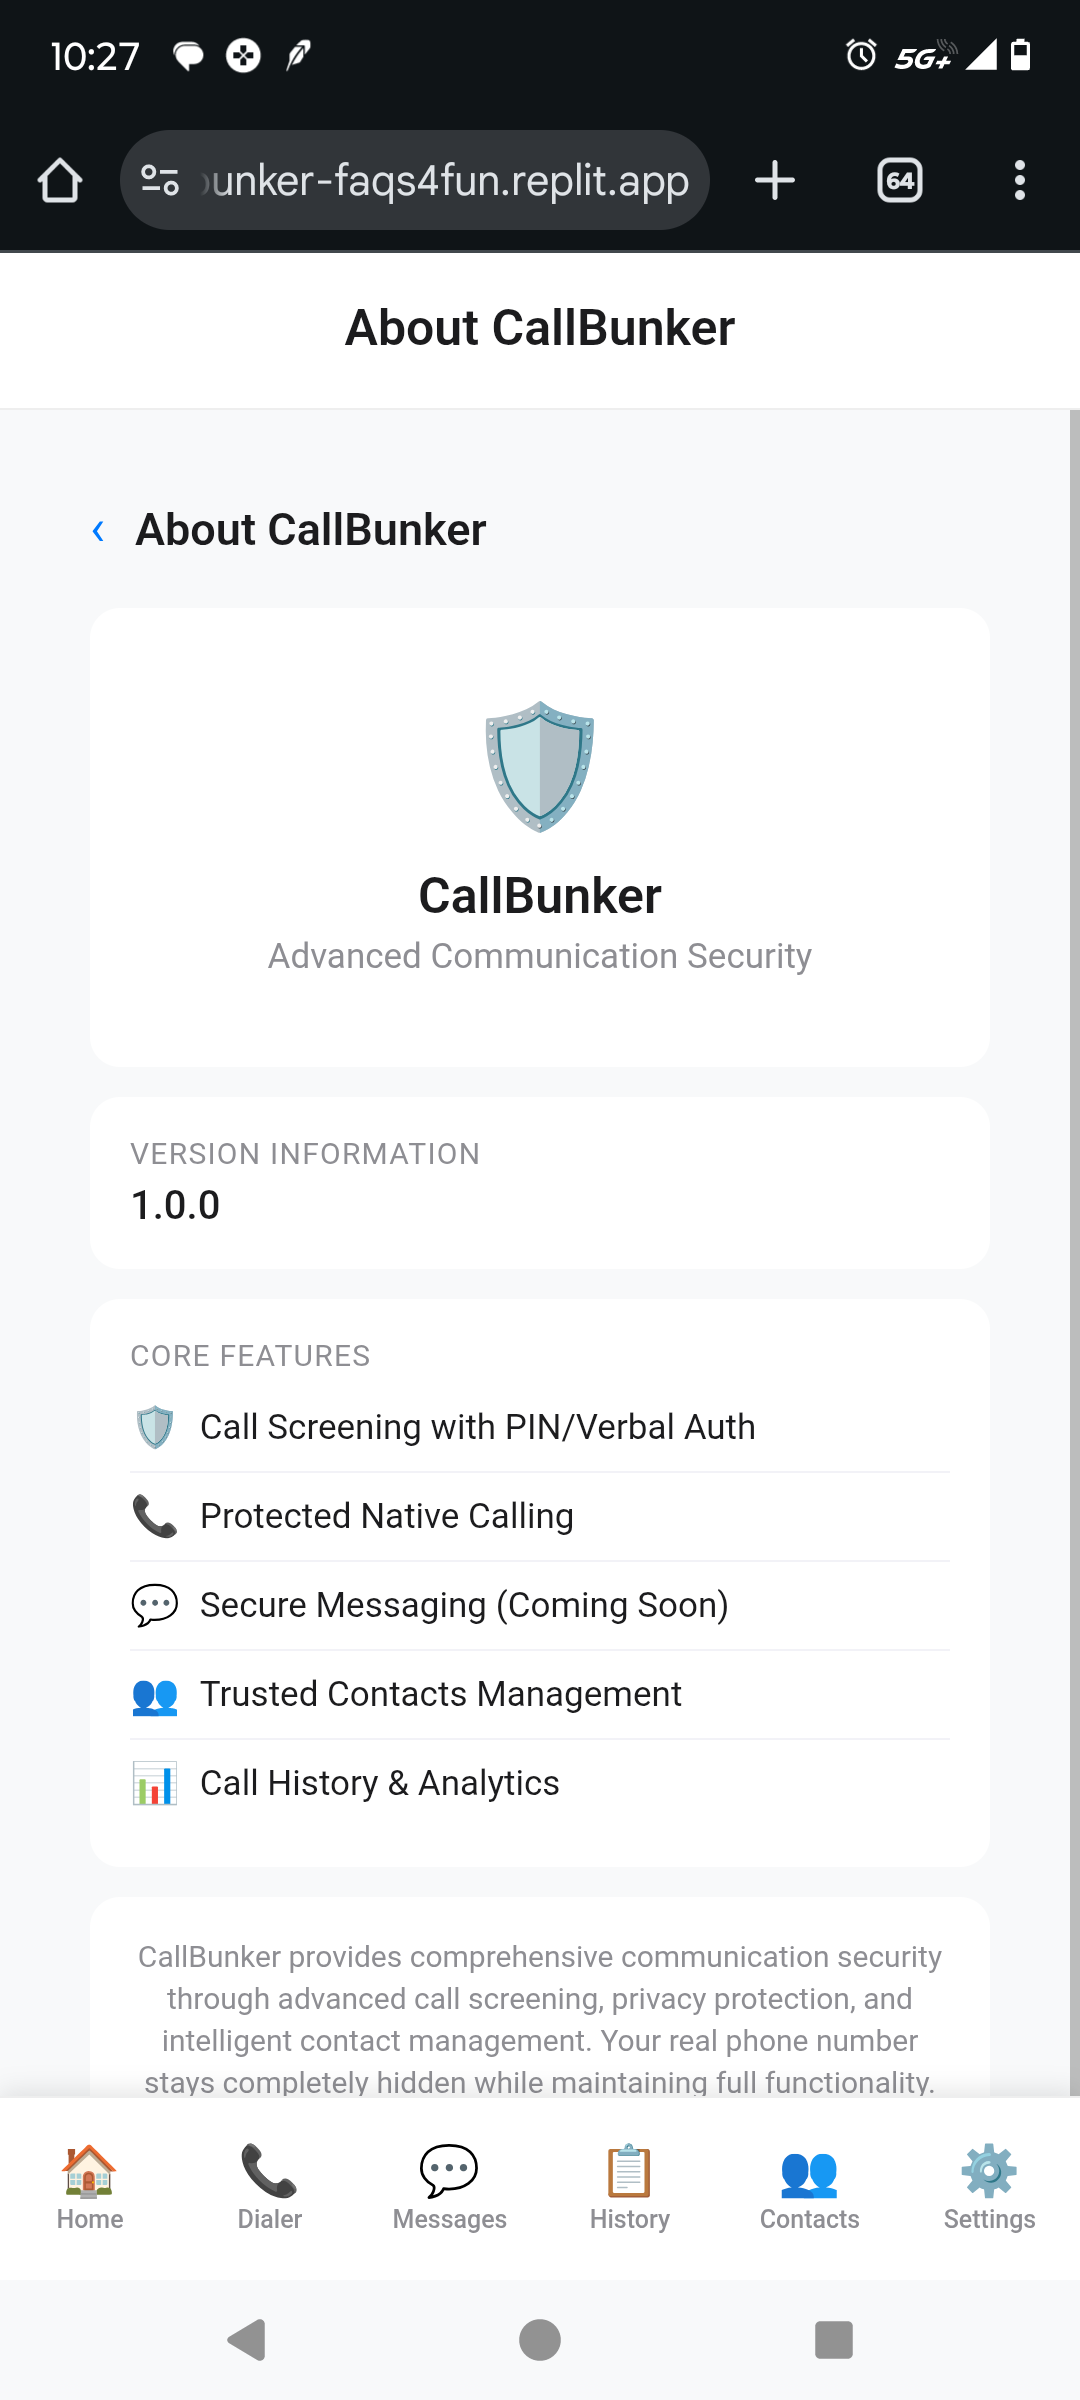 10:27
5G+
unker-faqs4fun.replit.app
64
About CallBunker
‹ About CallBunker
CallBunker
Advanced Communication Security
VERSION INFORMATION
1.0.0
CORE FEATURES
Call Screening with PIN/Verbal Auth
Protected Native Calling
Secure Messaging (Coming Soon)
Trusted Contacts Management
Call History & Analytics
CallBunker provides comprehensive communication security
through advanced call screening, privacy protection, and
intelligent contact management. Your real phone number
stays completely hidden while maintaining full functionality.
Home
Dialer
Messages
History
Contacts
Settings